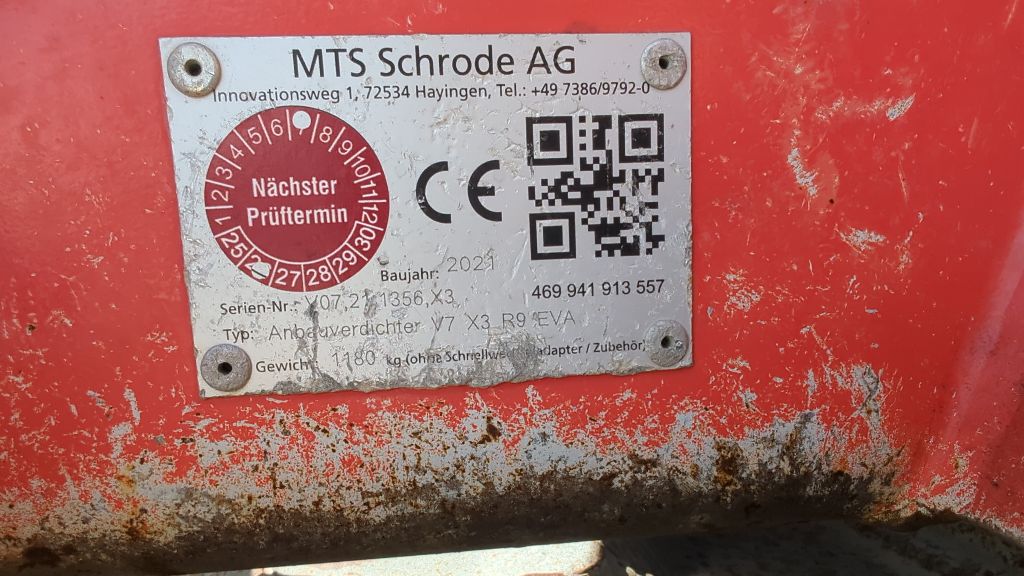 MTS Schrode AG
Innovationsweg 1, 72534 Hayingen, Tel.: +49 7386/9792-0
1 2 3 4 5 6 8 9 10 11 12
Nächster
Prüftermin
25 27 28 29 30
CE
Baujahr: 2021
469 941 913 557
Serien-Nr.: V07,21,1356,X3
Typ: Anbauverdichter V7 X3 R9 EVA
Gewicht 1180 kg (ohne Schnellwechseladapter / Zubehör)